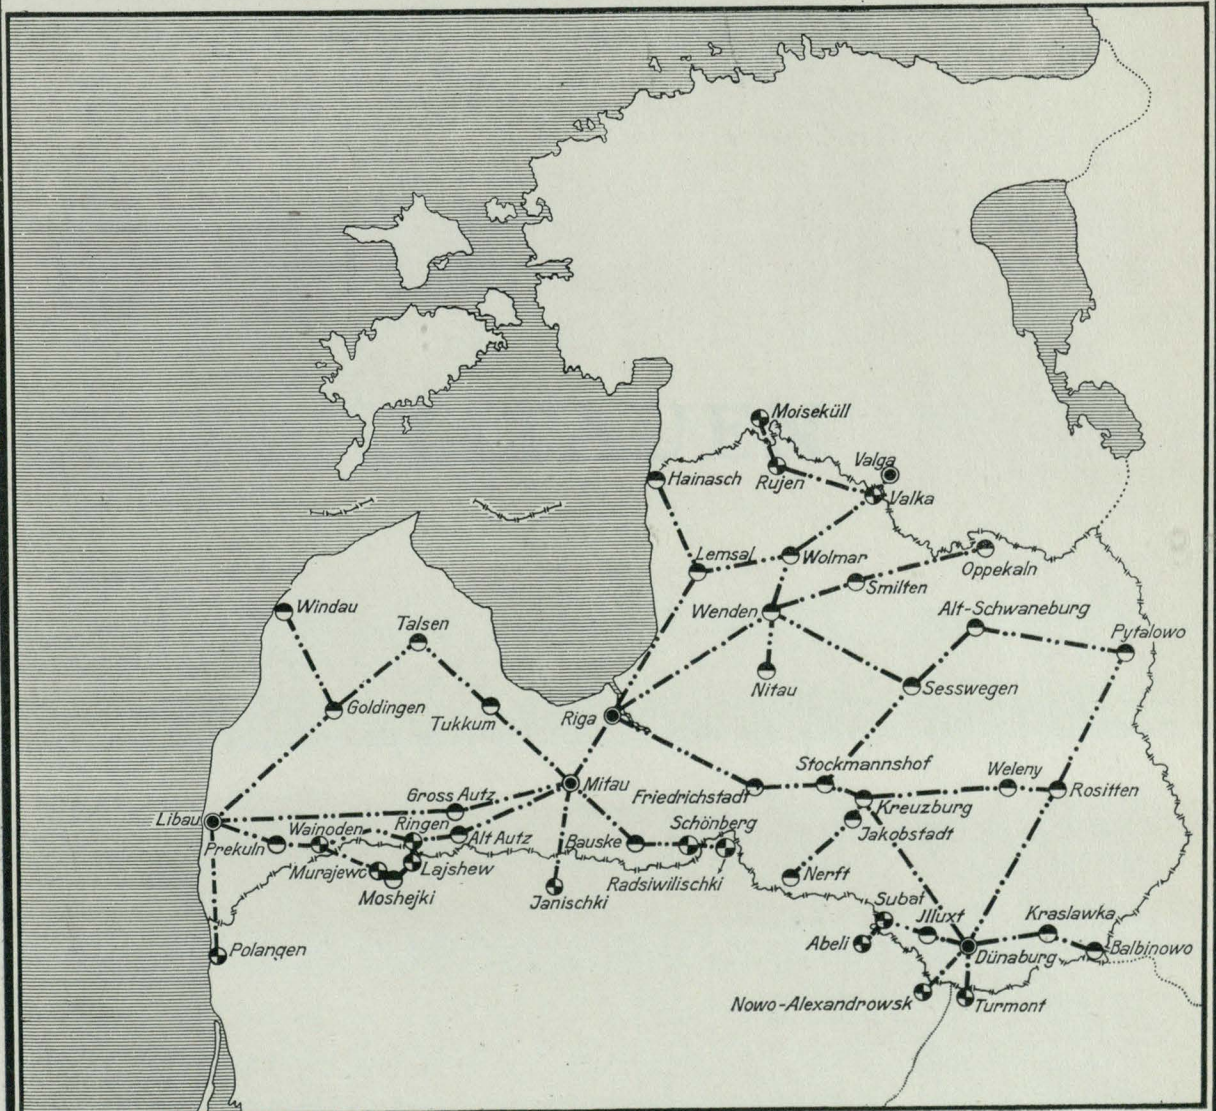 Moiseküll
Valga
Hainasch
Rujen
Valka
Lemsal
Wolmar
Oppekaln
Smilten
Windau
Wenden
Alt-Schwaneburg
Talsen
Pytalowo
Nitau
Sesswegen
Goldingen
Tukkum
Riga
Stockmannshof
Weleny
Mitau
Friedrichstadt
Rositten
Gross Autz
Kreuzburg
Libau
Wainoden
Ringen
Schönberg
Alt Autz
Jakobstadt
Prekuln
Bauske
Murajewo
Lajshew
Nerft
Radsiwilischki
Moshejki
Janischki
Subat
Jlluxt
Kraslawka
Abeli
Polangen
Dünaburg
Balbinowo
Nowo-Alexandrowsk
Turmont